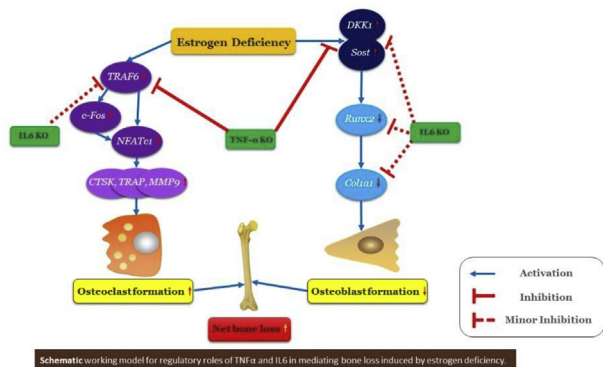 DKK1 ↑
Estrogen Deficiency
Sost ↑
TRAF6 ↑
c-Fos ↑
Runx2 ↓
IL6 KO
TNF-α KO
IL6 KO
NFATc1
CTSK, TRAP, MMP9 ↑
Col1a1 ↓
Osteoclast formation ↑
Osteoblast formation ↓
Net bone loss ↑
Activation
Inhibition
Minor Inhibition
Schematic working model for regulatory roles of TNFα and IL6 in mediating bone loss induced by estrogen deficiency.